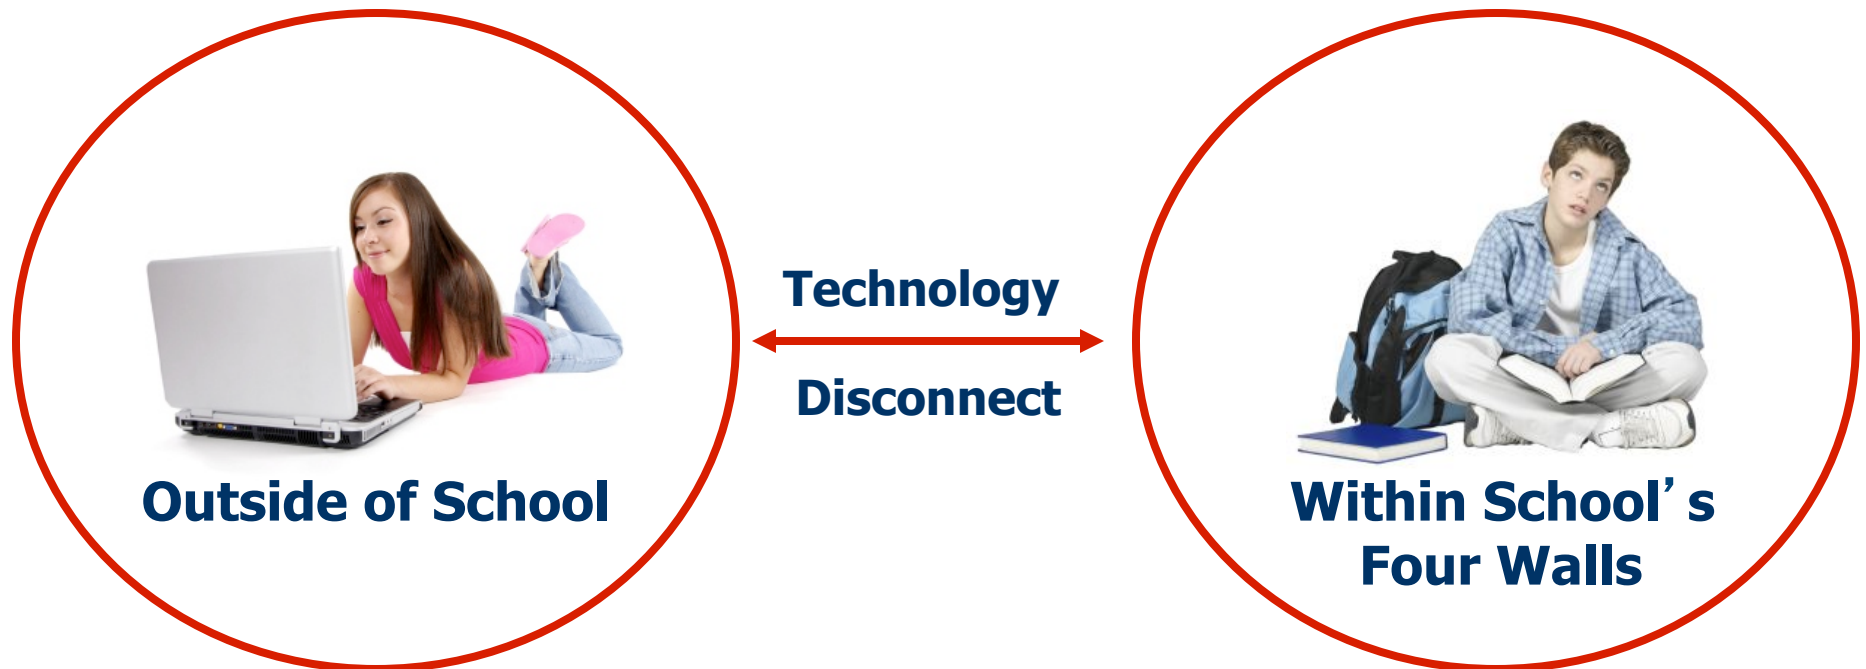 Outside of School
Technology
Disconnect
Within School’s
Four Walls